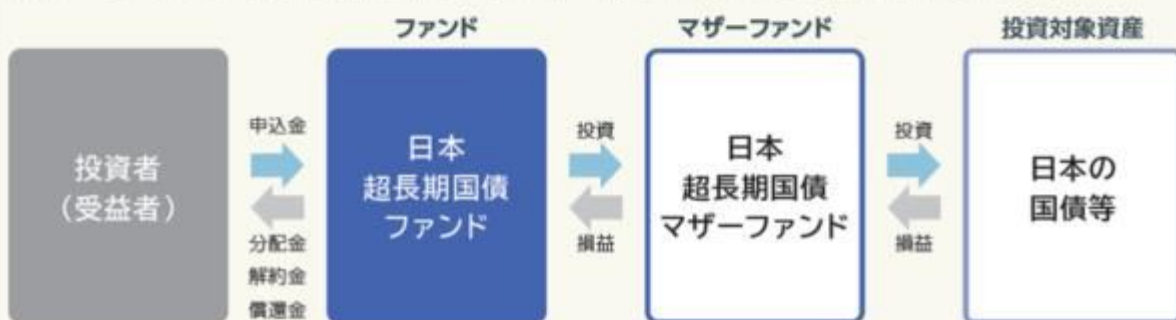 ファンド
マザーファンド
投資対象資産
投資者
（受益者）
申込金
分配金
解約金
償還金
日本
超長期国債
ファンド
投資
損益
日本
超長期国債
マザーファンド
投資
損益
日本の
国債等